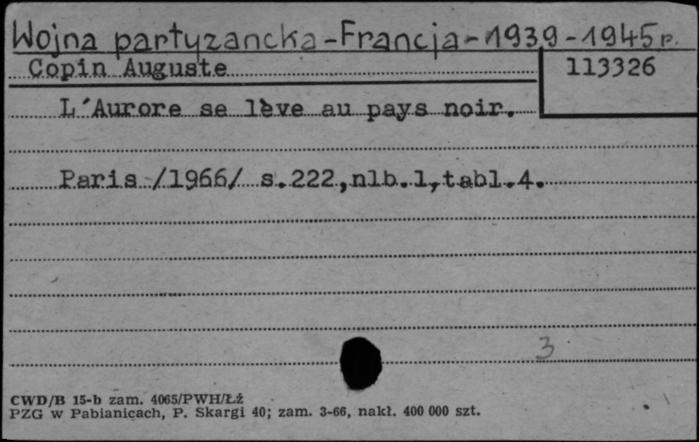 Wojna partyzancka - Francja - 1939 - 1945 r.
Copin Auguste
113326
L'Aurore se lève au pays noir.
Paris /1966/ s.222,nlb.1,tabl.4.
3
CWD/B 15-b zam. 4065/PWH/Łż
PZG w Pabianicach, P. Skargi 40; zam. 3-66, nakł. 400 000 szt.